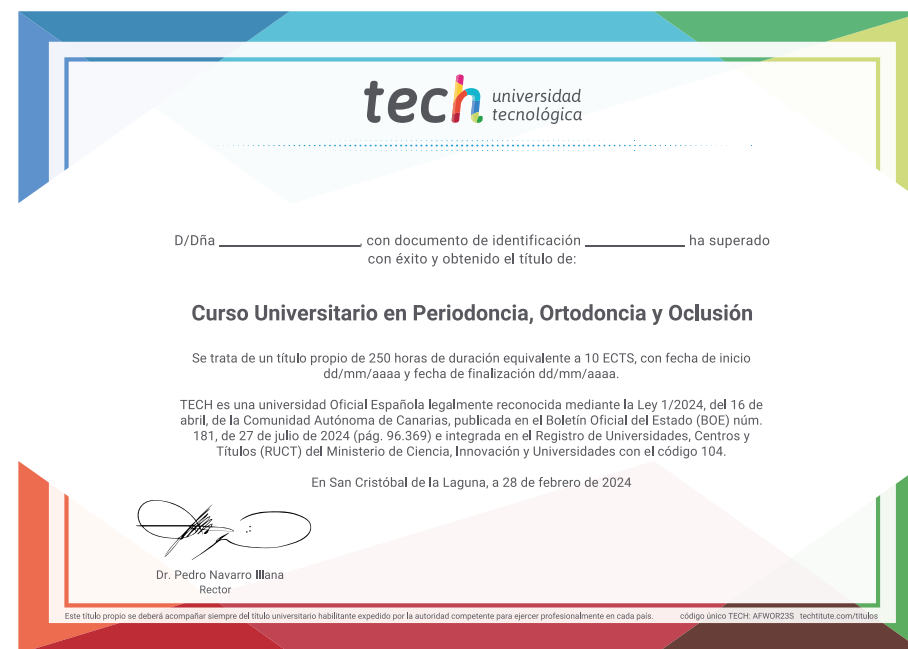 tech universidad
tecnológica
D/Dña ______________, con documento de identificación __________ ha superado
con éxito y obtenido el título de:
Curso Universitario en Periodoncia, Ortodoncia y Oclusión
Se trata de un título propio de 250 horas de duración equivalente a 10 ECTS, con fecha de inicio
dd/mm/aaaa y fecha de finalización dd/mm/aaaa.
TECH es una universidad Oficial Española legalmente reconocida mediante la Ley 1/2024, del 16 de
abril, de la Comunidad Autónoma de Canarias, publicada en el Boletín Oficial del Estado (BOE) núm.
181, de 27 de julio de 2024 (pág. 96.369) e integrada en el Registro de Universidades, Centros y
Títulos (RUCT) del Ministerio de Ciencia, Innovación y Universidades con el código 104.
En San Cristóbal de la Laguna, a 28 de febrero de 2024
Dr. Pedro Navarro Illana
Rector
Este título propio se deberá acompañar siempre del título universitario habilitante expedido por la autoridad competente para ejercer profesionalmente en cada país. código único TECH: AFWOR23S techtitute.com/titulos